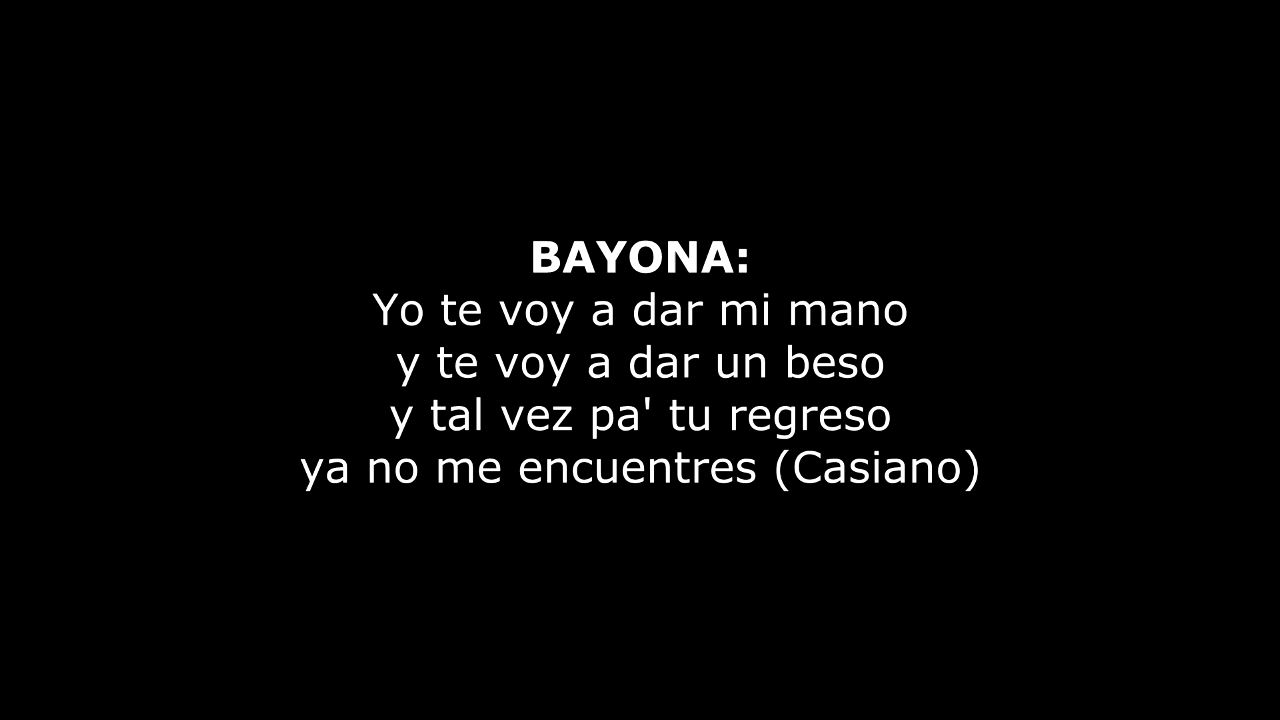 BAYONA:
Yo te voy a dar mi mano
y te voy a dar un beso
y tal vez pa' tu regreso
ya no me encuentres (Casiano)